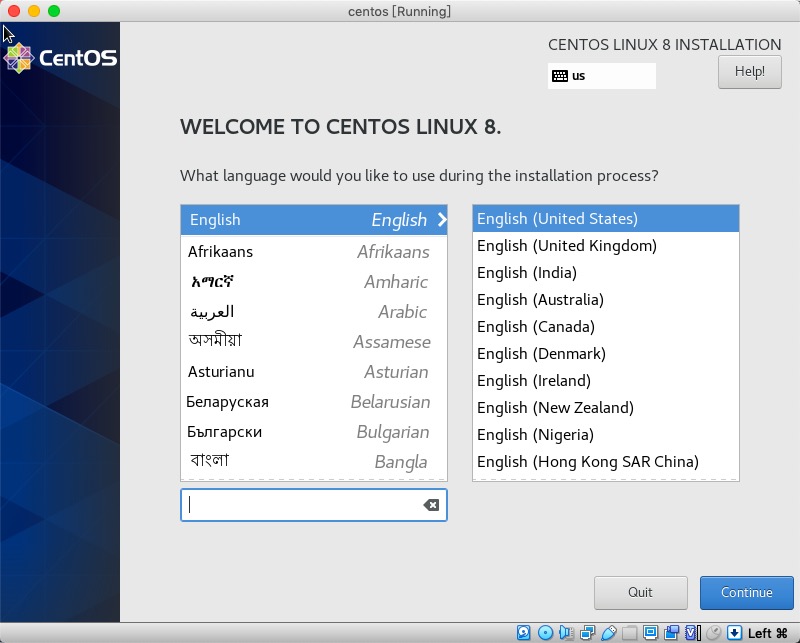 centos [Running]
CentOS
CENTOS LINUX 8 INSTALLATION
us
Help!
WELCOME TO CENTOS LINUX 8.
What language would you like to use during the installation process?
English English
Afrikaans Afrikaans
አማርኛ Amharic
العربية Arabic
অসমীয়া Assamese
Asturianu Asturian
Беларуская Belarusian
Български Bulgarian
বাংলা Bangla
English (United States)
English (United Kingdom)
English (India)
English (Australia)
English (Canada)
English (Denmark)
English (Ireland)
English (New Zealand)
English (Nigeria)
English (Hong Kong SAR China)
Quit
Continue
Left ⌘